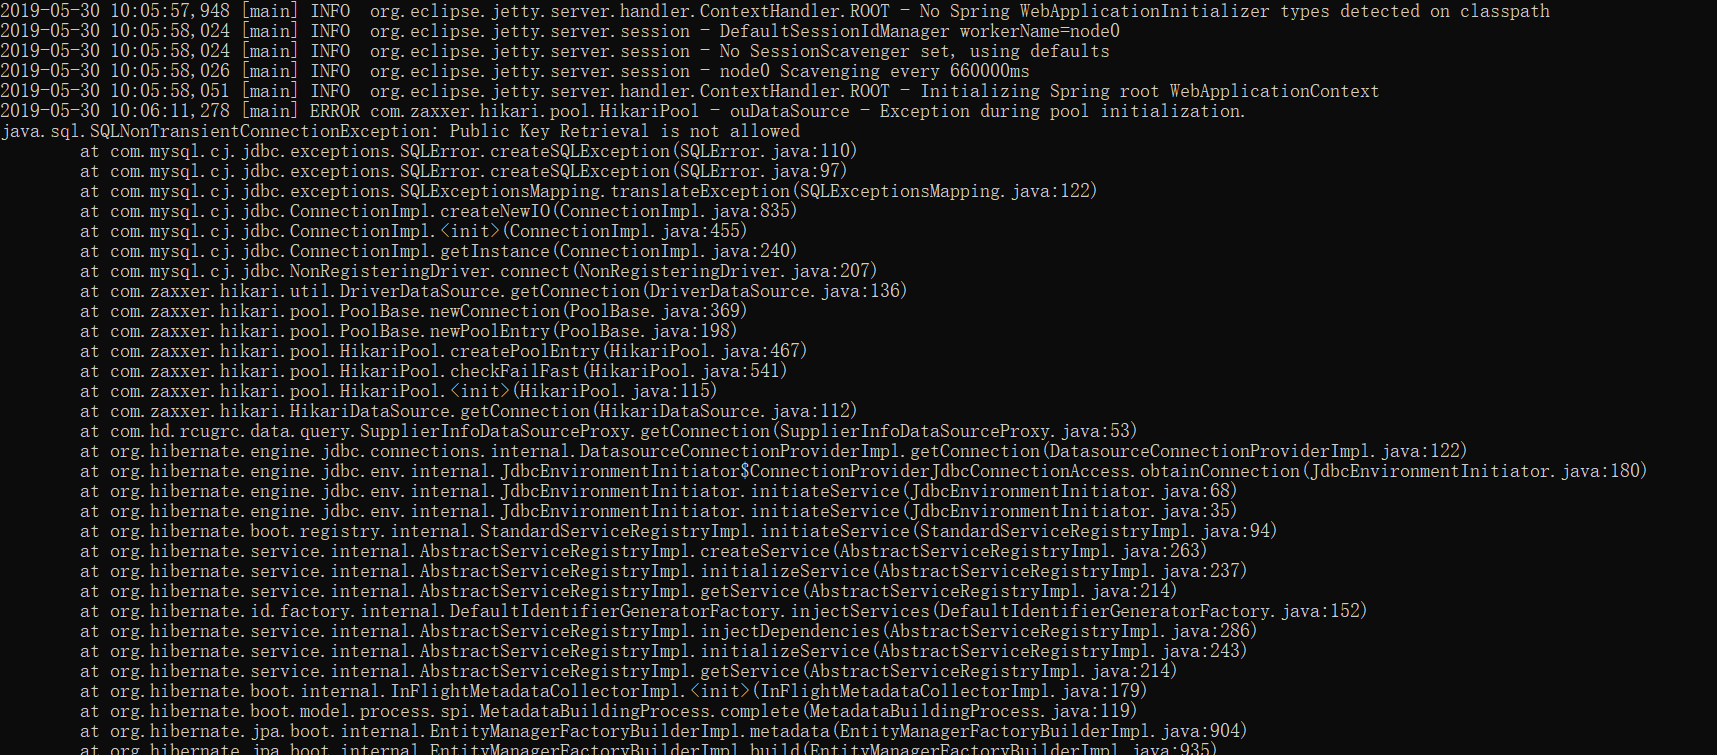 2019-05-30 10:05:57,948 [main] INFO  org.eclipse.jetty.server.handler.ContextHandler.ROOT - No Spring WebApplicationInitializer types detected on classpath
2019-05-30 10:05:58,024 [main] INFO  org.eclipse.jetty.server.session - DefaultSessionIdManager workerName=node0
2019-05-30 10:05:58,024 [main] INFO  org.eclipse.jetty.server.session - No SessionScavenger set, using defaults
2019-05-30 10:05:58,026 [main] INFO  org.eclipse.jetty.server.session - node0 Scavenging every 660000ms
2019-05-30 10:05:58,051 [main] INFO  org.eclipse.jetty.server.handler.ContextHandler.ROOT - Initializing Spring root WebApplicationContext
2019-05-30 10:06:11,278 [main] ERROR com.zaxxer.hikari.pool.HikariPool - ouDataSource - Exception during pool initialization.
java.sql.SQLNonTransientConnectionException: Public Key Retrieval is not allowed
        at com.mysql.cj.jdbc.exceptions.SQLError.createSQLException(SQLError.java:110)
        at com.mysql.cj.jdbc.exceptions.SQLError.createSQLException(SQLError.java:97)
        at com.mysql.cj.jdbc.exceptions.SQLExceptionsMapping.translateException(SQLExceptionsMapping.java:122)
        at com.mysql.cj.jdbc.ConnectionImpl.createNewIO(ConnectionImpl.java:835)
        at com.mysql.cj.jdbc.ConnectionImpl.<init>(ConnectionImpl.java:455)
        at com.mysql.cj.jdbc.ConnectionImpl.getInstance(ConnectionImpl.java:240)
        at com.mysql.cj.jdbc.NonRegisteringDriver.connect(NonRegisteringDriver.java:207)
        at com.zaxxer.hikari.util.DriverDataSource.getConnection(DriverDataSource.java:136)
        at com.zaxxer.hikari.pool.PoolBase.newConnection(PoolBase.java:369)
        at com.zaxxer.hikari.pool.PoolBase.newPoolEntry(PoolBase.java:198)
        at com.zaxxer.hikari.pool.HikariPool.createPoolEntry(HikariPool.java:467)
        at com.zaxxer.hikari.pool.HikariPool.checkFailFast(HikariPool.java:541)
        at com.zaxxer.hikari.pool.HikariPool.<init>(HikariPool.java:115)
        at com.zaxxer.hikari.HikariDataSource.getConnection(HikariDataSource.java:112)
        at com.hd.rcugrc.data.query.SupplierInfoDataSourceProxy.getConnection(SupplierInfoDataSourceProxy.java:53)
        at org.hibernate.engine.jdbc.connections.internal.DatasourceConnectionProviderImpl.getConnection(DatasourceConnectionProviderImpl.java:122)
        at org.hibernate.engine.jdbc.env.internal.JdbcEnvironmentInitiator$ConnectionProviderJdbcConnectionAccess.obtainConnection(JdbcEnvironmentInitiator.java:180)
        at org.hibernate.engine.jdbc.env.internal.JdbcEnvironmentInitiator.initiateService(JdbcEnvironmentInitiator.java:68)
        at org.hibernate.engine.jdbc.env.internal.JdbcEnvironmentInitiator.initiateService(JdbcEnvironmentInitiator.java:35)
        at org.hibernate.boot.registry.internal.StandardServiceRegistryImpl.initiateService(StandardServiceRegistryImpl.java:94)
        at org.hibernate.service.internal.AbstractServiceRegistryImpl.createService(AbstractServiceRegistryImpl.java:263)
        at org.hibernate.service.internal.AbstractServiceRegistryImpl.initializeService(AbstractServiceRegistryImpl.java:237)
        at org.hibernate.service.internal.AbstractServiceRegistryImpl.getService(AbstractServiceRegistryImpl.java:214)
        at org.hibernate.id.factory.internal.DefaultIdentifierGeneratorFactory.injectServices(DefaultIdentifierGeneratorFactory.java:152)
        at org.hibernate.service.internal.AbstractServiceRegistryImpl.injectDependencies(AbstractServiceRegistryImpl.java:286)
        at org.hibernate.service.internal.AbstractServiceRegistryImpl.initializeService(AbstractServiceRegistryImpl.java:243)
        at org.hibernate.service.internal.AbstractServiceRegistryImpl.getService(AbstractServiceRegistryImpl.java:214)
        at org.hibernate.boot.internal.InFlightMetadataCollectorImpl.<init>(InFlightMetadataCollectorImpl.java:179)
        at org.hibernate.boot.model.process.spi.MetadataBuildingProcess.complete(MetadataBuildingProcess.java:119)
        at org.hibernate.jpa.boot.internal.EntityManagerFactoryBuilderImpl.metadata(EntityManagerFactoryBuilderImpl.java:904)
        at org.hibernate.jpa.boot.internal.EntityManagerFactoryBuilderImpl.build(EntityManagerFactoryBuilderImpl.java:935)